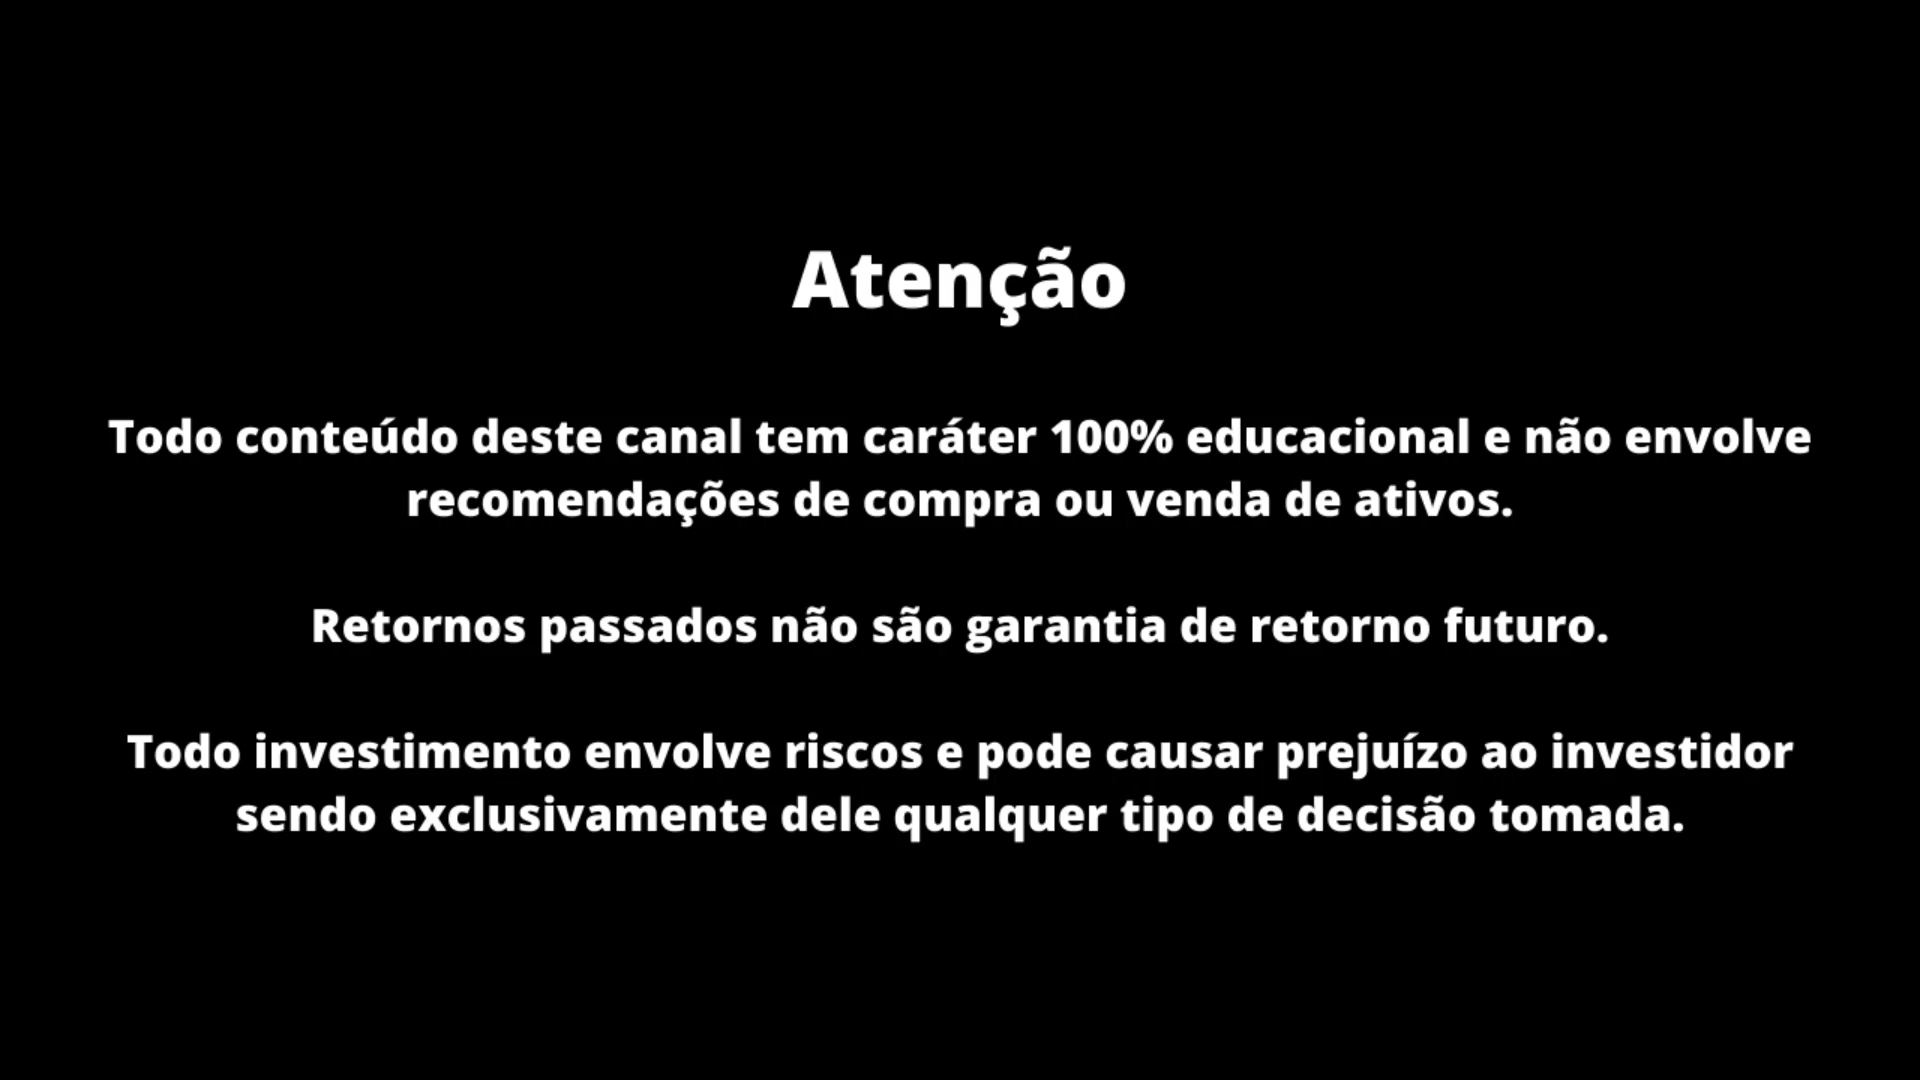 Atenção
Todo conteúdo deste canal tem caráter 100% educacional e não envolve
recomendações de compra ou venda de ativos.
Retornos passados não são garantia de retorno futuro.
Todo investimento envolve riscos e pode causar prejuízo ao investidor
sendo exclusivamente dele qualquer tipo de decisão tomada.